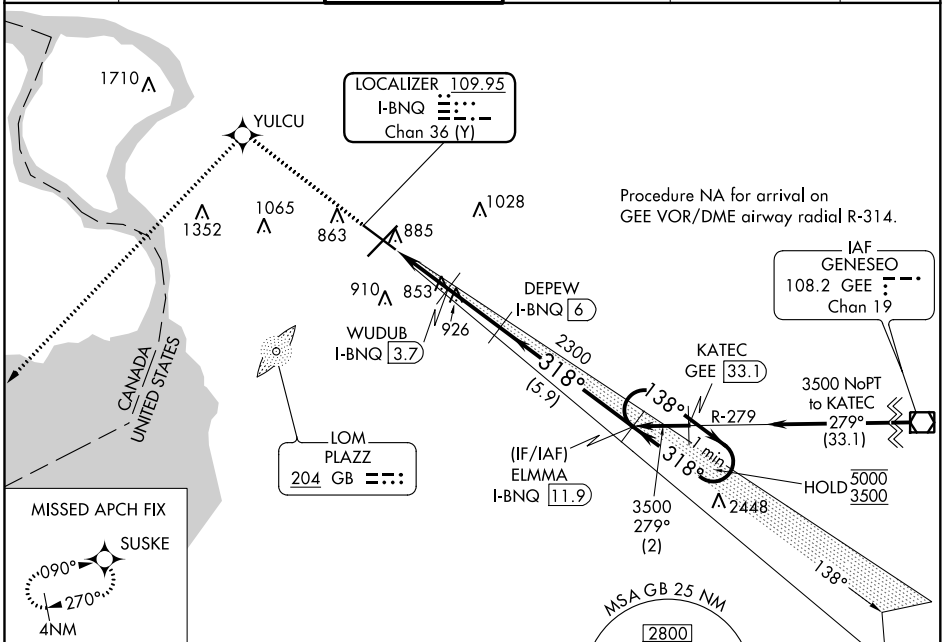 1710
YULCU
LOCALIZER 109.95
I-BNQ
Chan 36 (Y)
1352
1065
863
885
1028
Procedure NA for arrival on
GEE VOR/DME airway radial R-314.
IAF
GENESEO
108.2 GEE
Chan 19
910
853
926
WUDUB
I-BNQ 3.7
DEPEW
I-BNQ 6
2300
318°
(5.9)
KATEC
GEE 33.1
138°
R-279
3500 NoPT
to KATEC
279°
(33.1)
CANADA
UNITED STATES
LOM
PLAZZ
204 GB
(IF/IAF)
ELMMA
I-BNQ 11.9
318°
1 min
HOLD 5000
3500
3500
279°
(2)
2448
138°
MISSED APCH FIX
SUSKE
090°
270°
4NM
MSA GB 25 NM
2800